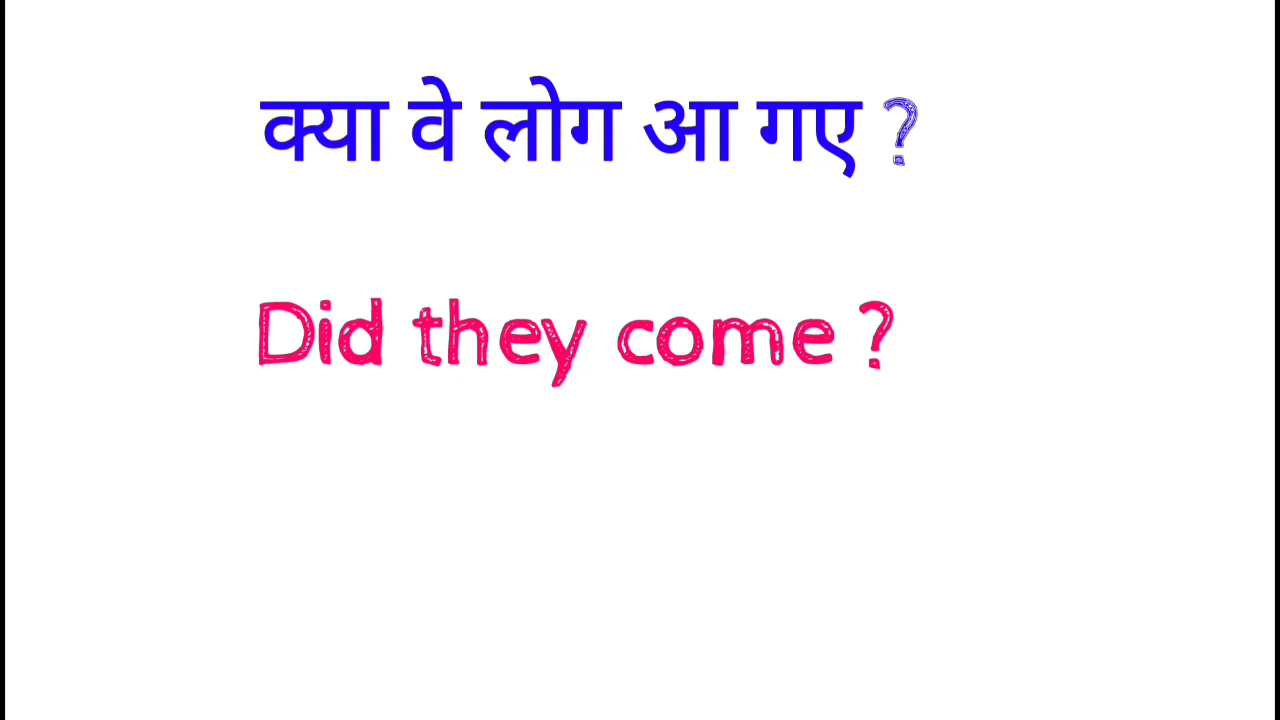 क्या वे लोग आ गए ?
Did they come ?